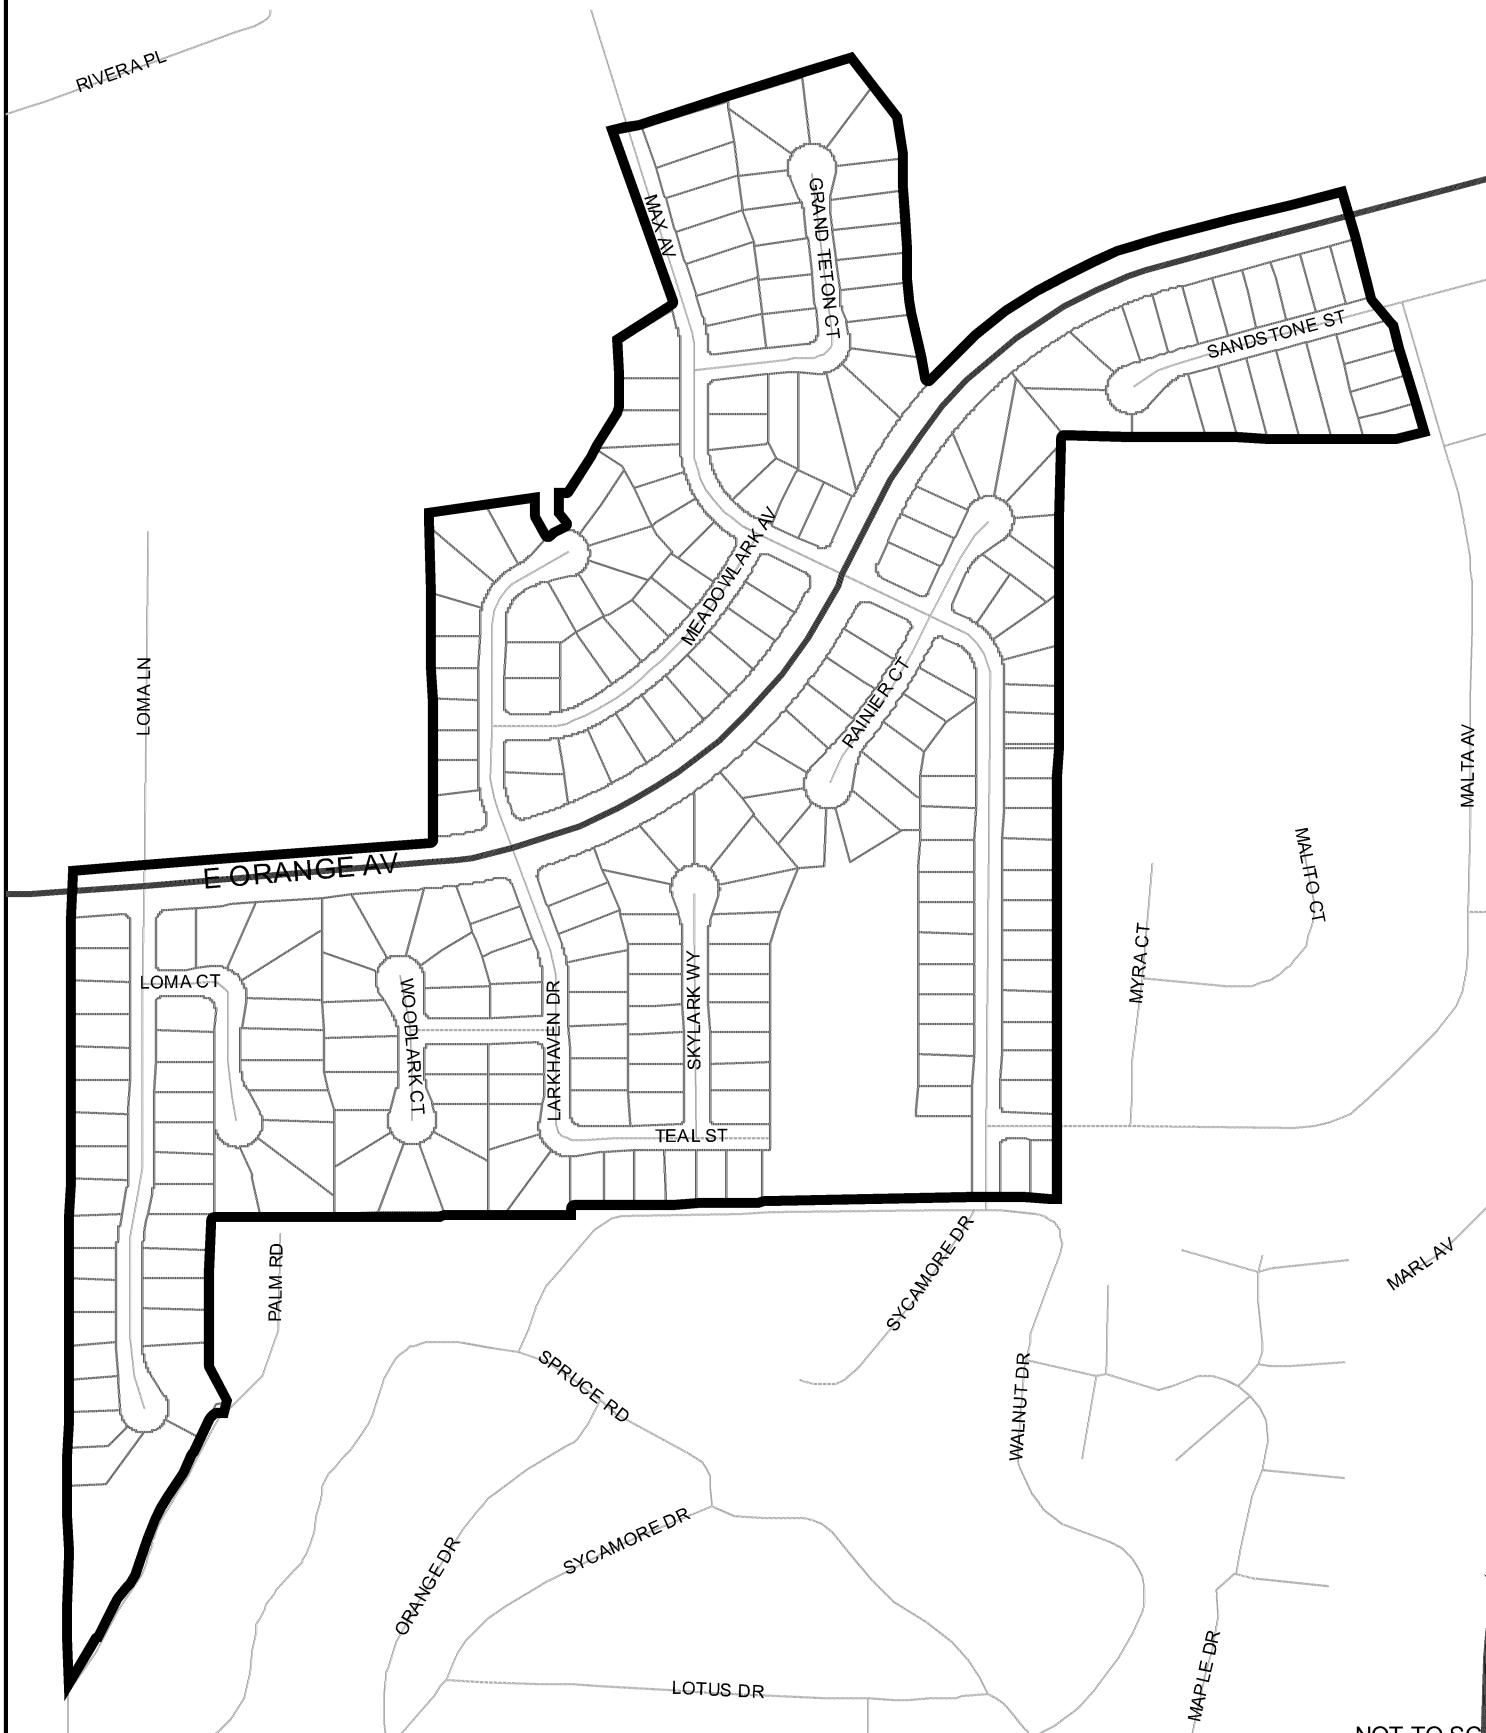 RIVERA PL
MAX AV
GRAND TETON CT
SANDSTONE ST
MEADOWLARK AV
LOMA LN
RAINIER CT
MALTA AV
E ORANGE AV
MALITO CT
MYRA CT
LOMA CT
WOODLARK CT
LARKHAVEN DR
SKYLARK WY
TEAL ST
PALM RD
SYCAMORE DR
MARL AV
SPRUCE RD
WALNUT DR
SYCAMORE DR
ORANGE DR
LOTUS DR
MAPLE DR